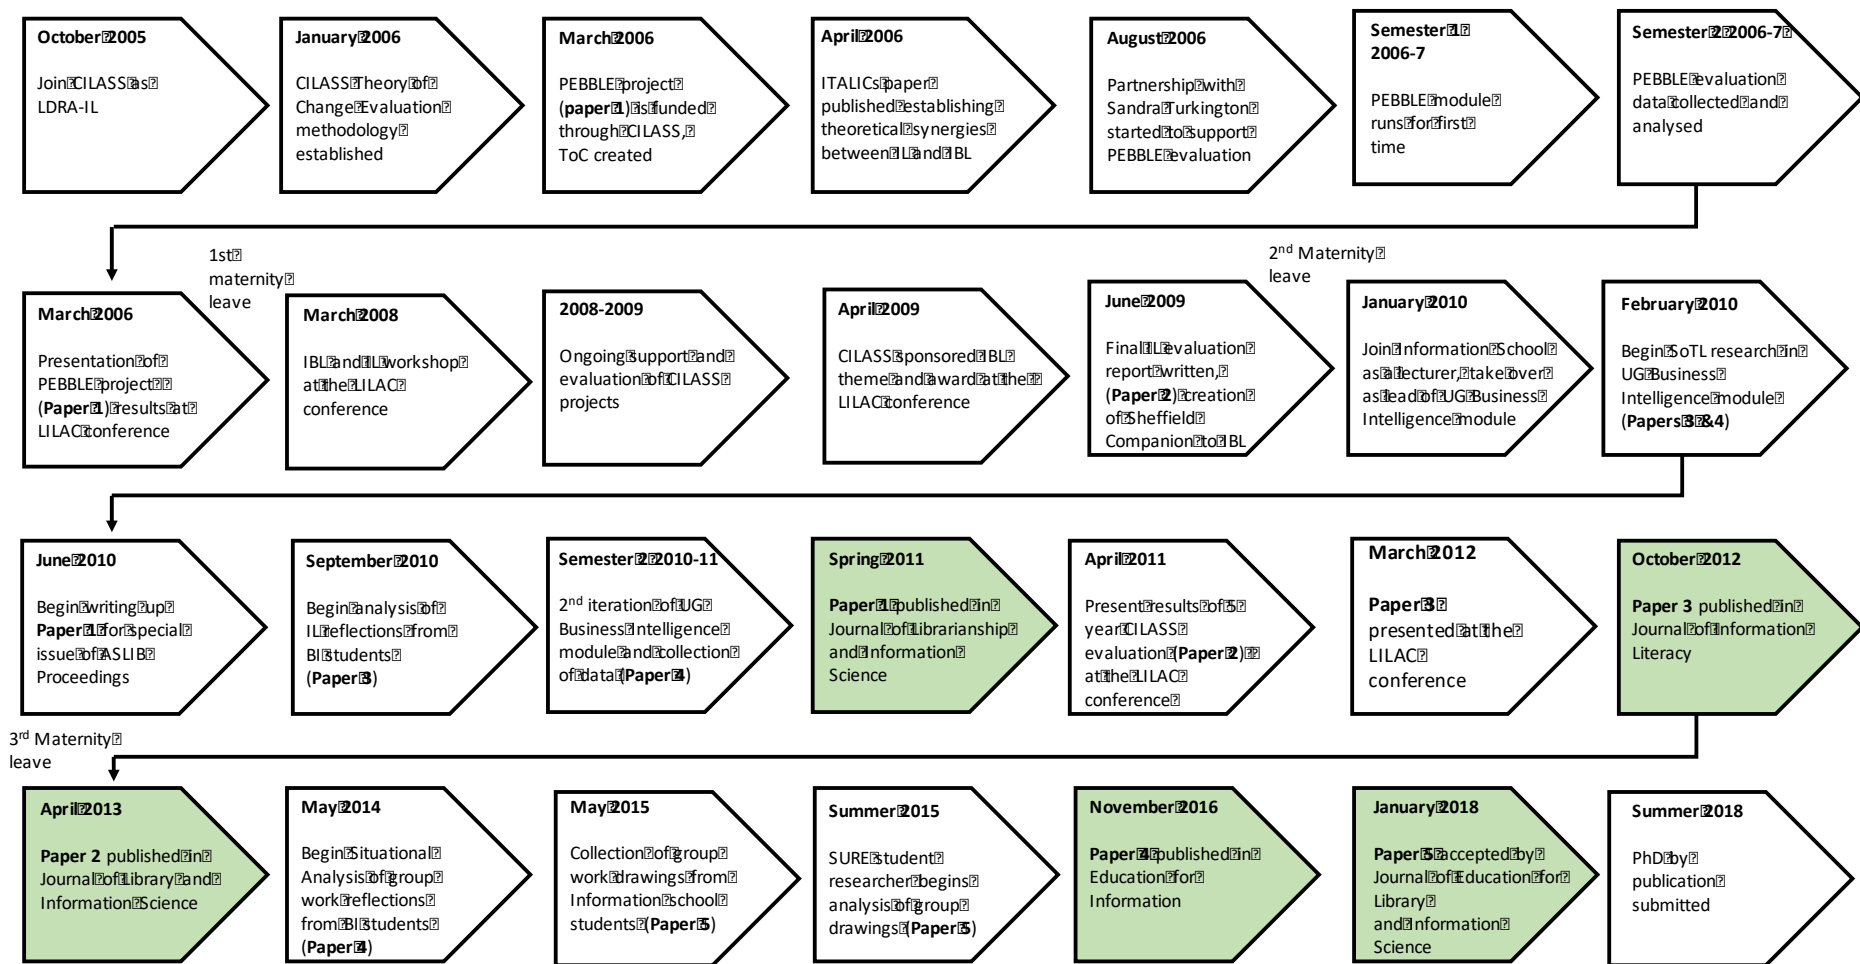 October 2005
Join CILASS as
LDRA-IL
January 2006
CILASS Theory of
Change Evaluation
methodology
established
March 2006
PEBBLE project
(paper 1) is funded
through CILASS,
ToC created
April 2006
ITALICs paper
published establishing
theoretical synergies
between IL and IBL
August 2006
Partnership with
Sandra Turkington
started to support
PEBBLE evaluation
Semester 1
2006-7
PEBBLE module
runs for first
time
Semester 2 2006-7
PEBBLE evaluation
data collected and
analysed
March 2006
Presentation of
PEBBLE project
(Paper 1) results at
LILAC conference
1st
maternity
leave
March 2008
IBL and IL workshop
at the LILAC
conference
2008-2009
Ongoing support and
evaluation of CILASS
projects
April 2009
CILASS sponsored IBL
theme and award at the
LILAC conference
June 2009
Final IL evaluation
report written,
(Paper 2) creation
of Sheffield
Companion to IBL
2nd Maternity
leave
January 2010
Join Information School
as a lecturer, take over
as lead of UG Business
Intelligence module
February 2010
Begin SoTL research in
UG Business
Intelligence module
(Papers 3 &4)
June 2010
Begin writing up
Paper 1 for special
issue of ASLIB
Proceedings
September 2010
Begin analysis of
IL reflections from
BI students
(Paper 3)
Semester 2 2010-11
2nd iteration of UG
Business Intelligence
module and collection
of data (Paper 4)
Spring 2011
Paper 1 published in
Journal of Librarianship
and Information
Science
April 2011
Present results of 5
year CILASS
evaluation (Paper 2)
at the LILAC
conference
March 2012
Paper 3
presented at the
LILAC
conference
October 2012
Paper 3 published in
Journal of Information
Literacy
3rd Maternity
leave
April 2013
Paper 2 published in
Journal of Library and
Information Science
May 2014
Begin Situational
Analysis of group
work reflections
from BI students
(Paper 4)
May 2015
Collection of group
work drawings from
Information school
students (Paper 5)
Summer 2015
SURE student
researcher begins
analysis of group
drawings (Paper 5)
November 2016
Paper 4 published in
Education for
Information
January 2018
Paper 5 accepted by
Journal of Education for
Library
and Information
Science
Summer 2018
PhD by
publication
submitted